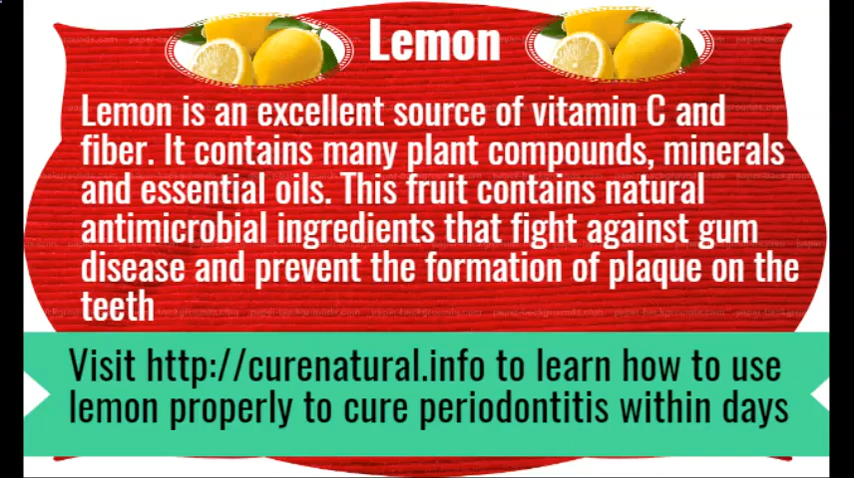 Lemon
Lemon is an excellent source of vitamin C and
fiber. It contains many plant compounds, minerals
and essential oils. This fruit contains natural
antimicrobial ingredients that fight against gum
disease and prevent the formation of plaque on the
teeth
Visit http://curenatural.info to learn how to use
lemon properly to cure periodontitis within days